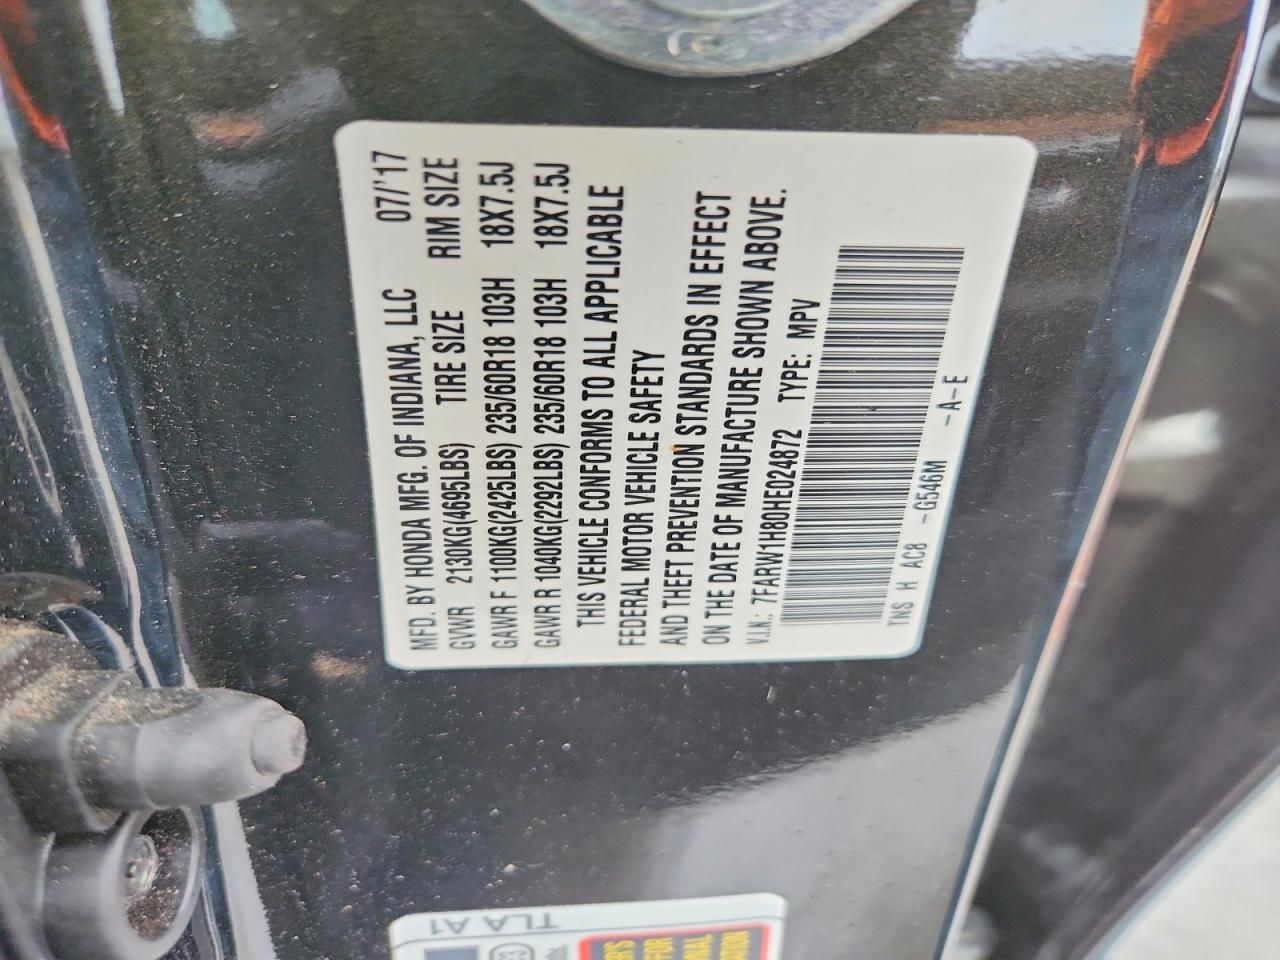 MFD. BY HONDA MFG. OF INDIANA, LLC 07/'17
GVWR 2130KG(4695LBS) TIRE SIZE RIM SIZE
GAWR F 1100KG(2425LBS) 235/60R18 103H 18X7.5J
GAWR R 1040KG(2292LBS) 235/60R18 103H 18X7.5J
THIS VEHICLE CONFORMS TO ALL APPLICABLE
FEDERAL MOTOR VEHICLE SAFETY
AND THEFT PREVENTION STANDARDS IN EFFECT
ON THE DATE OF MANUFACTURE SHOWN ABOVE.
V.I.N.: 7FARW1H80HE024872 TYPE: MPV
TNS H AC8 -G546M -A-E
TLA A1